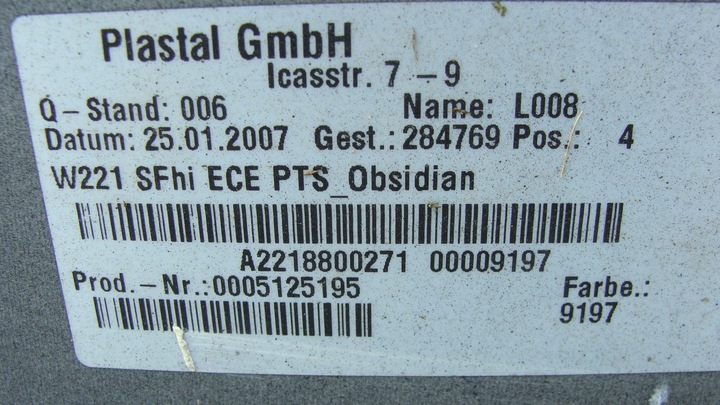 Plastal GmbH
Icasstr. 7 -9
Q-Stand: 006 Name: L008
Datum: 25.01.2007 Gest.: 284769 Pos.: 4
W221 SFhi ECE PTS_Obsidian
A2218800271 00009197
Prod.-Nr.:0005125195 Farbe.:
9197